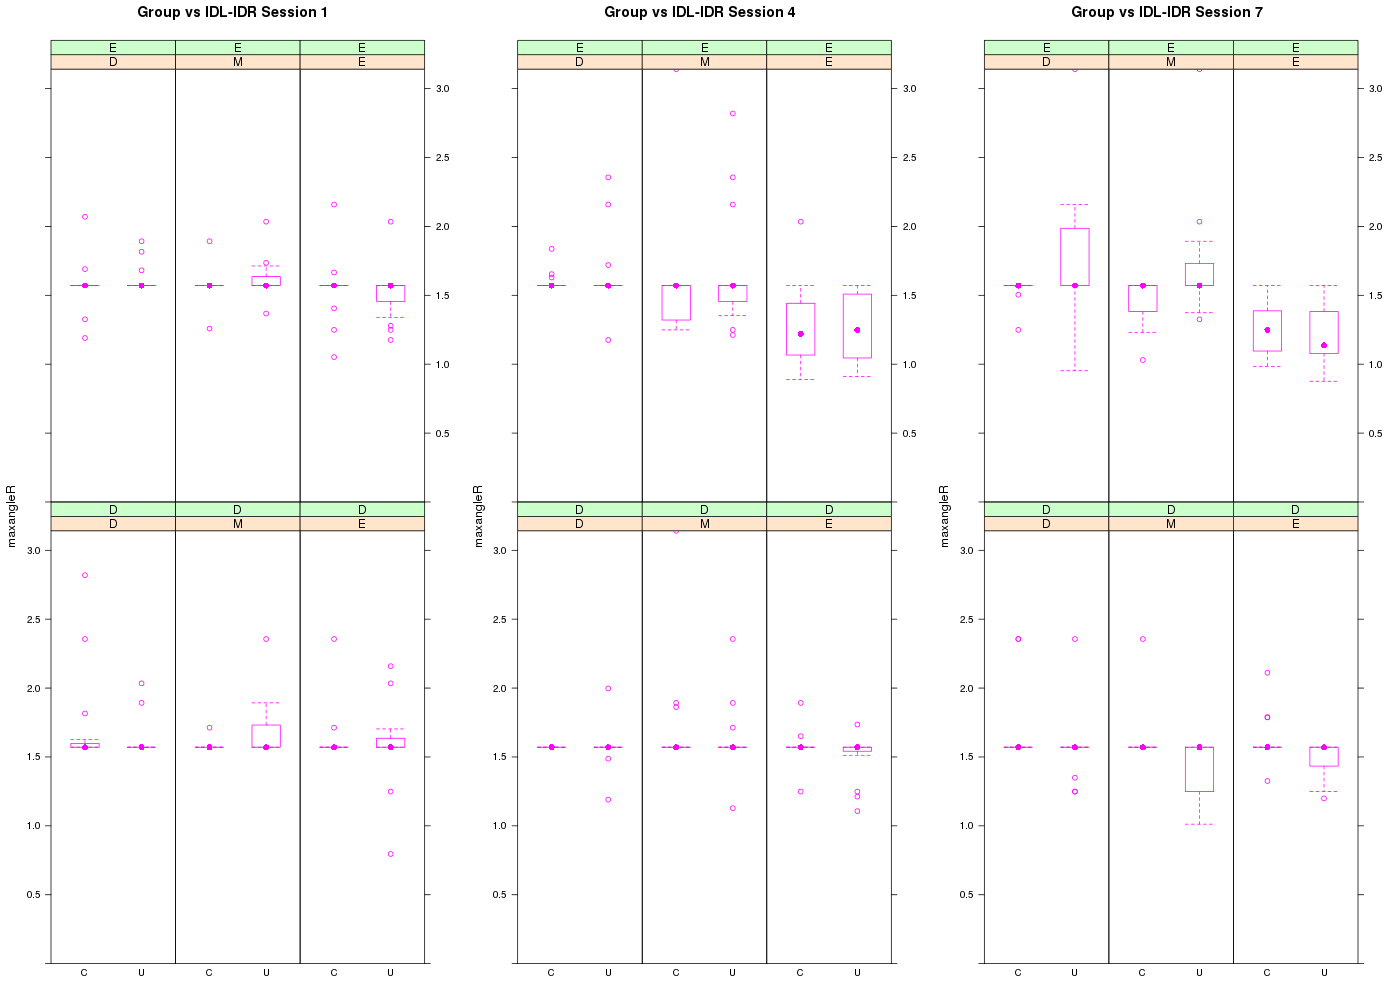 Group vs IDL-IDR Session 1 Group vs IDL-IDR Session 4 Group vs IDL-IDR Session 7
E E E E E E E E E
D M E D M E D M E
3.0 3.0 3.0
2.5 2.5 2.5
2.0 2.0 2.0
1.5 1.5 1.5
1.0 1.0 1.0
0.5 0.5 0.5
maxangleR maxangleR maxangleR
D D D D D D D D D
D M E D M E D M E
3.0 3.0 3.0
2.5 2.5 2.5
2.0 2.0 2.0
1.5 1.5 1.5
1.0 1.0 1.0
0.5 0.5 0.5
C U C U C U C U C U C U C U C U C U